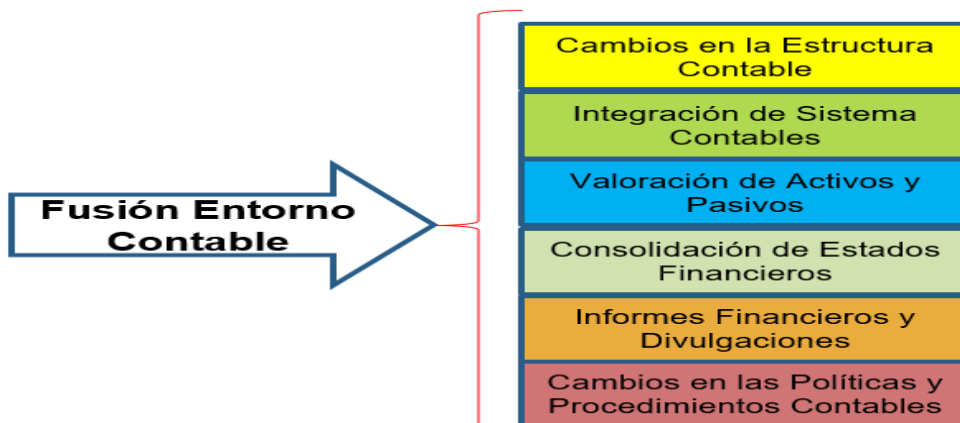 Fusión Entorno
Contable
Cambios en la Estructura
Contable
Integración de Sistema
Contables
Valoración de Activos y
Pasivos
Consolidación de Estados
Financieros
Informes Financieros y
Divulgaciones
Cambios en las Políticas y
Procedimientos Contables